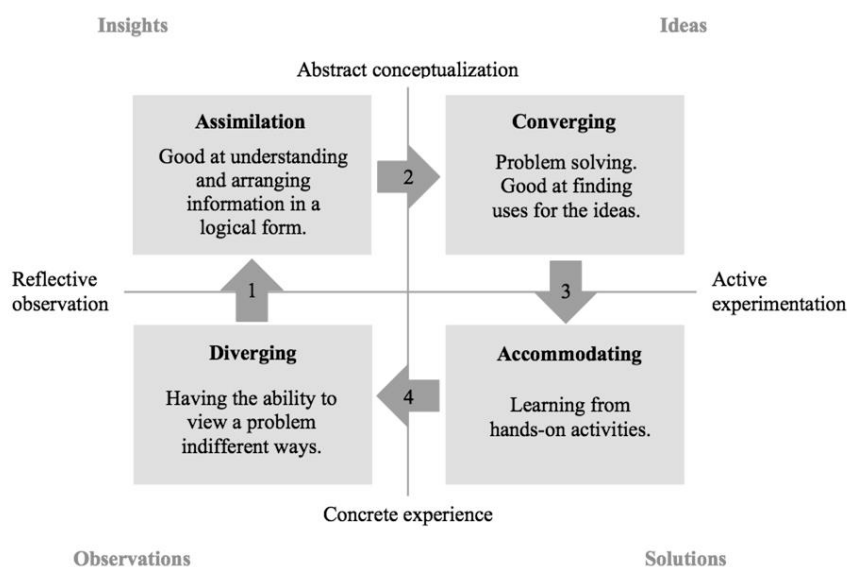 Insights
Ideas
Abstract conceptualization
Assimilation
Good at understanding
and arranging
information in a
logical form.
2
Converging
Problem solving.
Good at finding
uses for the ideas.
Reflective
observation
1
3
Active
experimentation
Diverging
Having the ability to
view a problem
indifferent ways.
4
Accommodating
Learning from
hands-on activities.
Concrete experience
Observations
Solutions